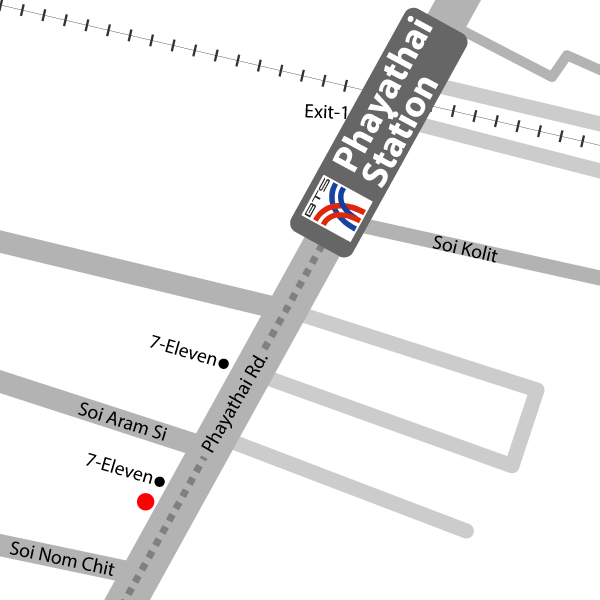 Phayathai
Station
Exit-1
BTS
Soi Kolit
7-Eleven
Phayathai Rd.
Soi Aram Si
7-Eleven
Soi Nom Chit